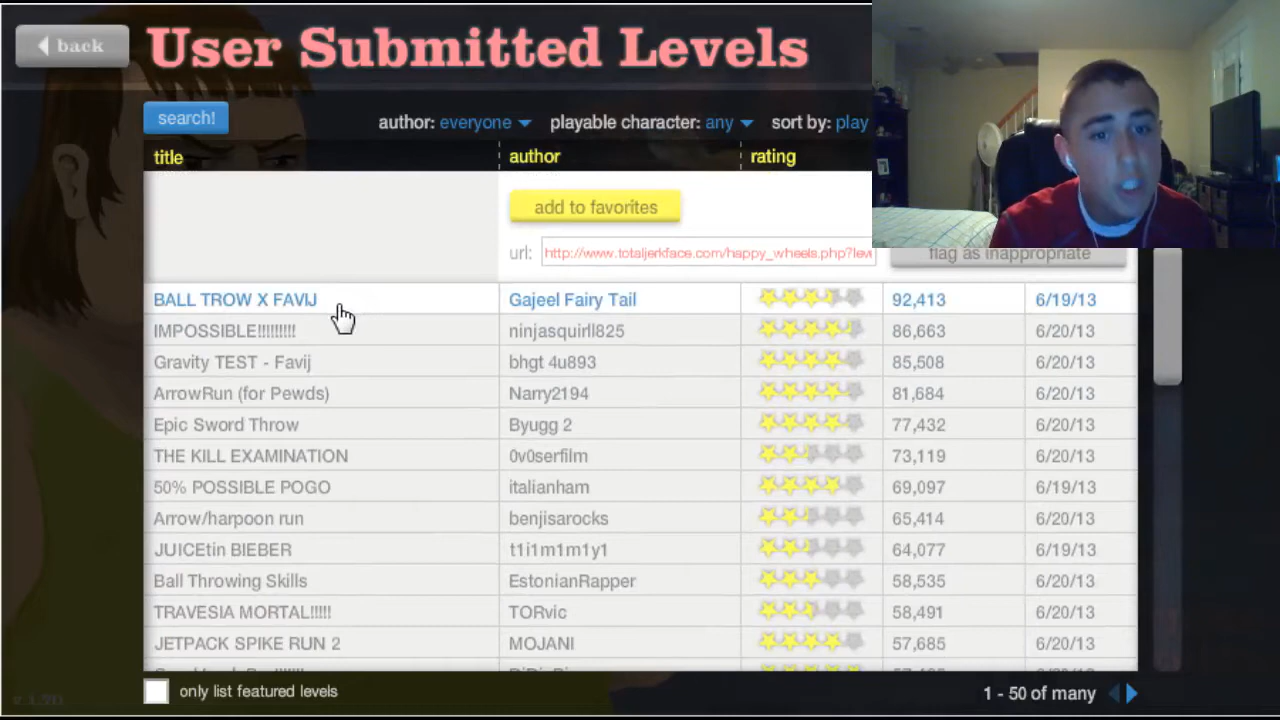 back
User Submitted Levels
search!
author: everyone playable character: any sort by: play
title author rating
add to favorites
url: http://www.totaljerkface.com/happy_wheels.php?lev
flag as inappropriate
BALL TROW X FAVIJ Gajeel Fairy Tail 92,413 6/19/13
IMPOSSIBLE!!!!!!!!! ninjasquirll825 86,663 6/20/13
Gravity TEST - Favij bhgt 4u893 85,508 6/20/13
ArrowRun (for Pewds) Narry2194 81,684 6/20/13
Epic Sword Throw Byugg 2 77,432 6/20/13
THE KILL EXAMINATION 0v0serfilm 73,119 6/20/13
50% POSSIBLE POGO italianham 69,097 6/19/13
Arrow/harpoon run benjisarocks 65,414 6/20/13
JUICEtin BIEBER t1i1m1m1y1 64,077 6/19/13
Ball Throwing Skills EstonianRapper 58,535 6/20/13
TRAVESIA MORTAL!!!!! TORvic 58,491 6/20/13
JETPACK SPIKE RUN 2 MOJANI 57,685 6/20/13
only list featured levels 1 - 50 of many
v 1.70